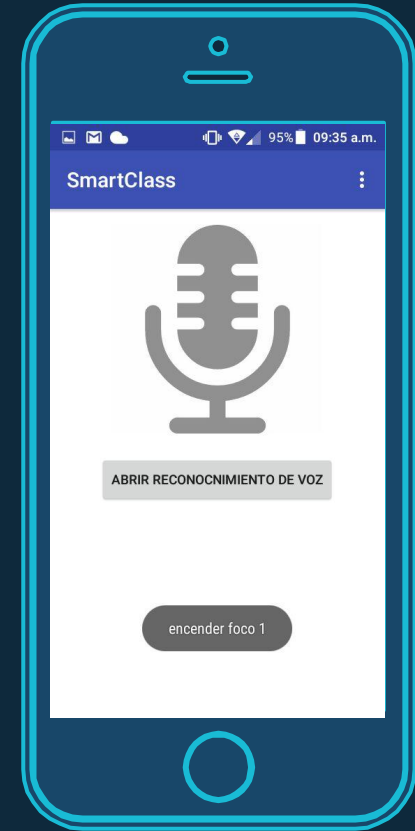 95% 09:35 a.m.
SmartClass
ABRIR RECONOCNIMIENTO DE VOZ
encender foco 1